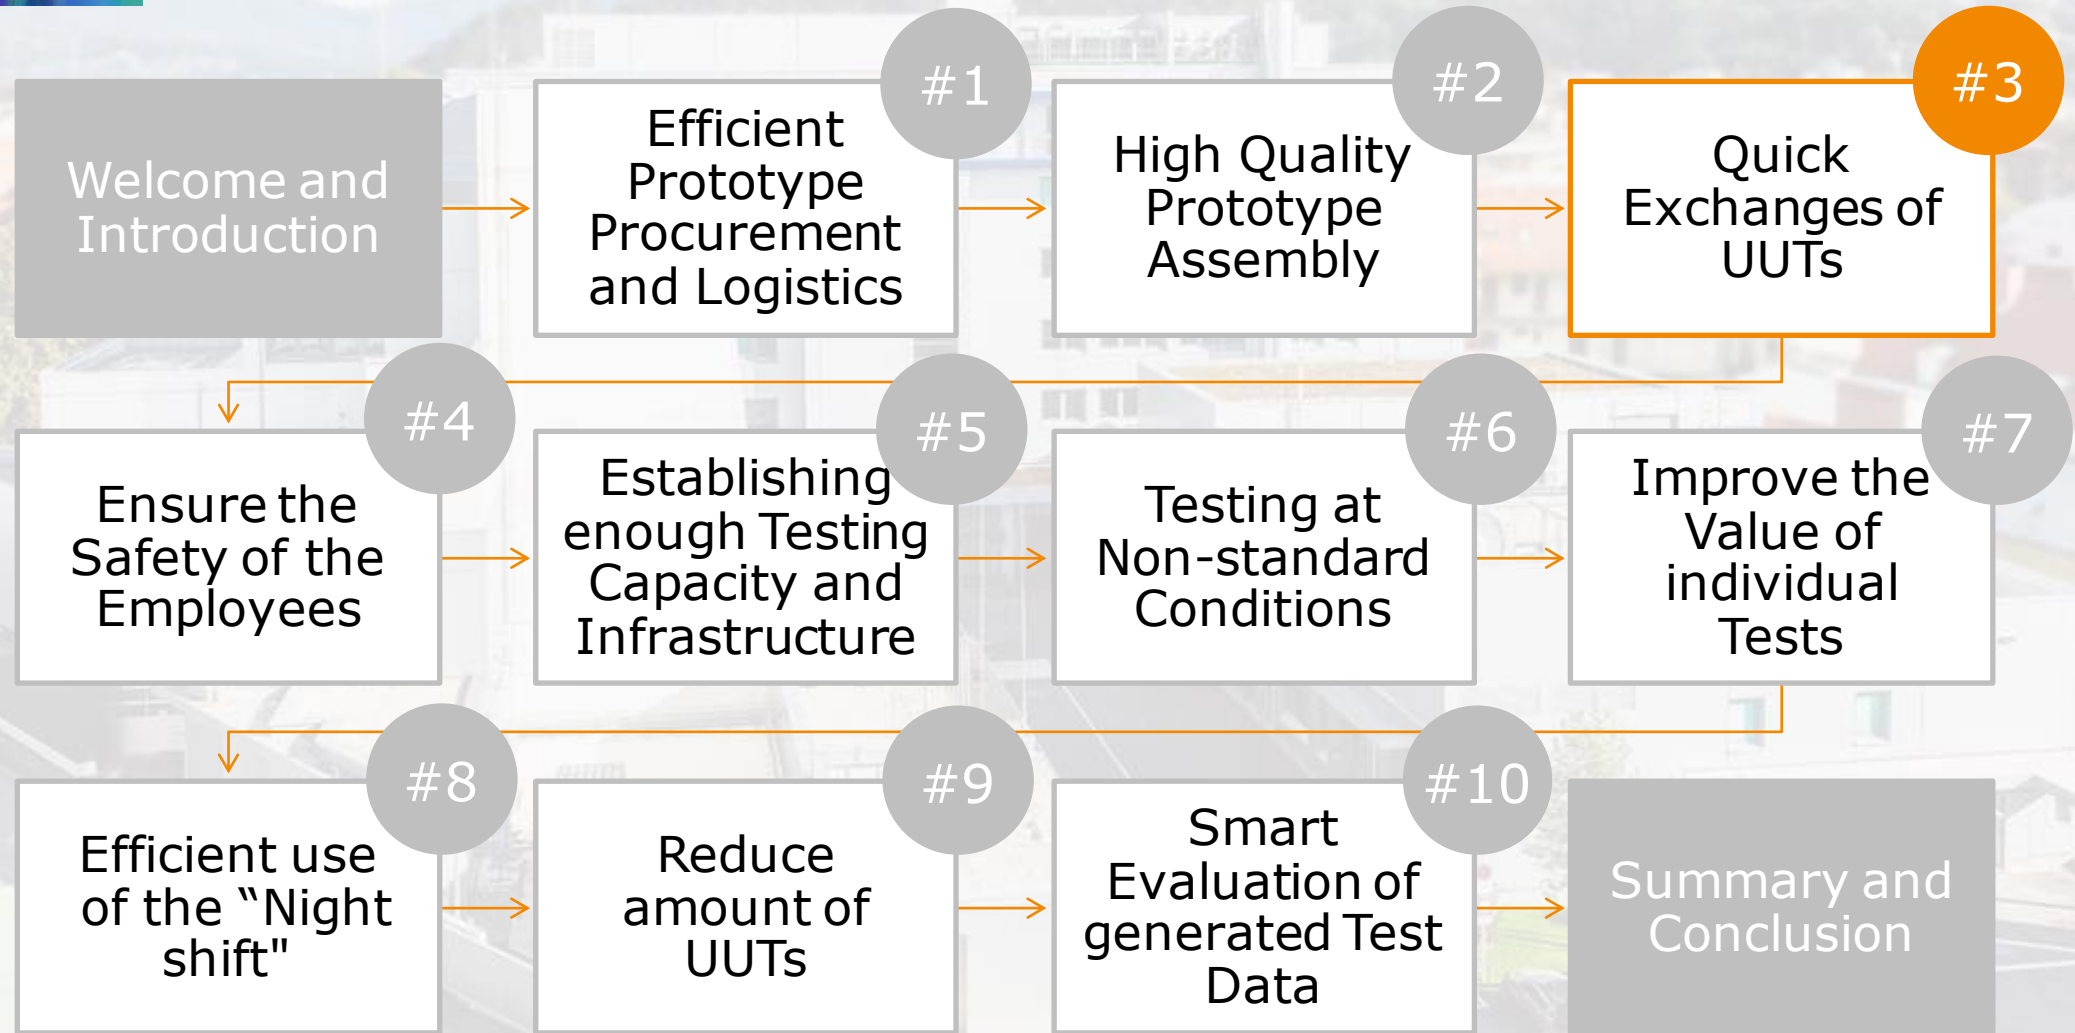 Welcome and
Introduction
#1
Efficient
Prototype
Procurement
and Logistics
#2
High Quality
Prototype
Assembly
#3
Quick
Exchanges of
UUTs
#4
Ensure the
Safety of the
Employees
#5
Establishing
enough Testing
Capacity and
Infrastructure
#6
Testing at
Non-standard
Conditions
#7
Improve the
Value of
individual
Tests
#8
Efficient use
of the “Night
shift"
#9
Reduce
amount of
UUTs
#10
Smart
Evaluation of
generated Test
Data
Summary and
Conclusion